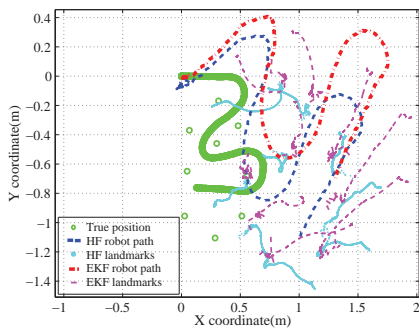 0.4
0.2
0
−0.2
−0.4
−0.6
−0.8
−1
−1.2
−1.4
Y coordinate(m)
True position
HF robot path
HF landmarks
EKF robot path
EKF landmarks
−1
−0.5
0
0.5
1
1.5
2
X coordinate(m)